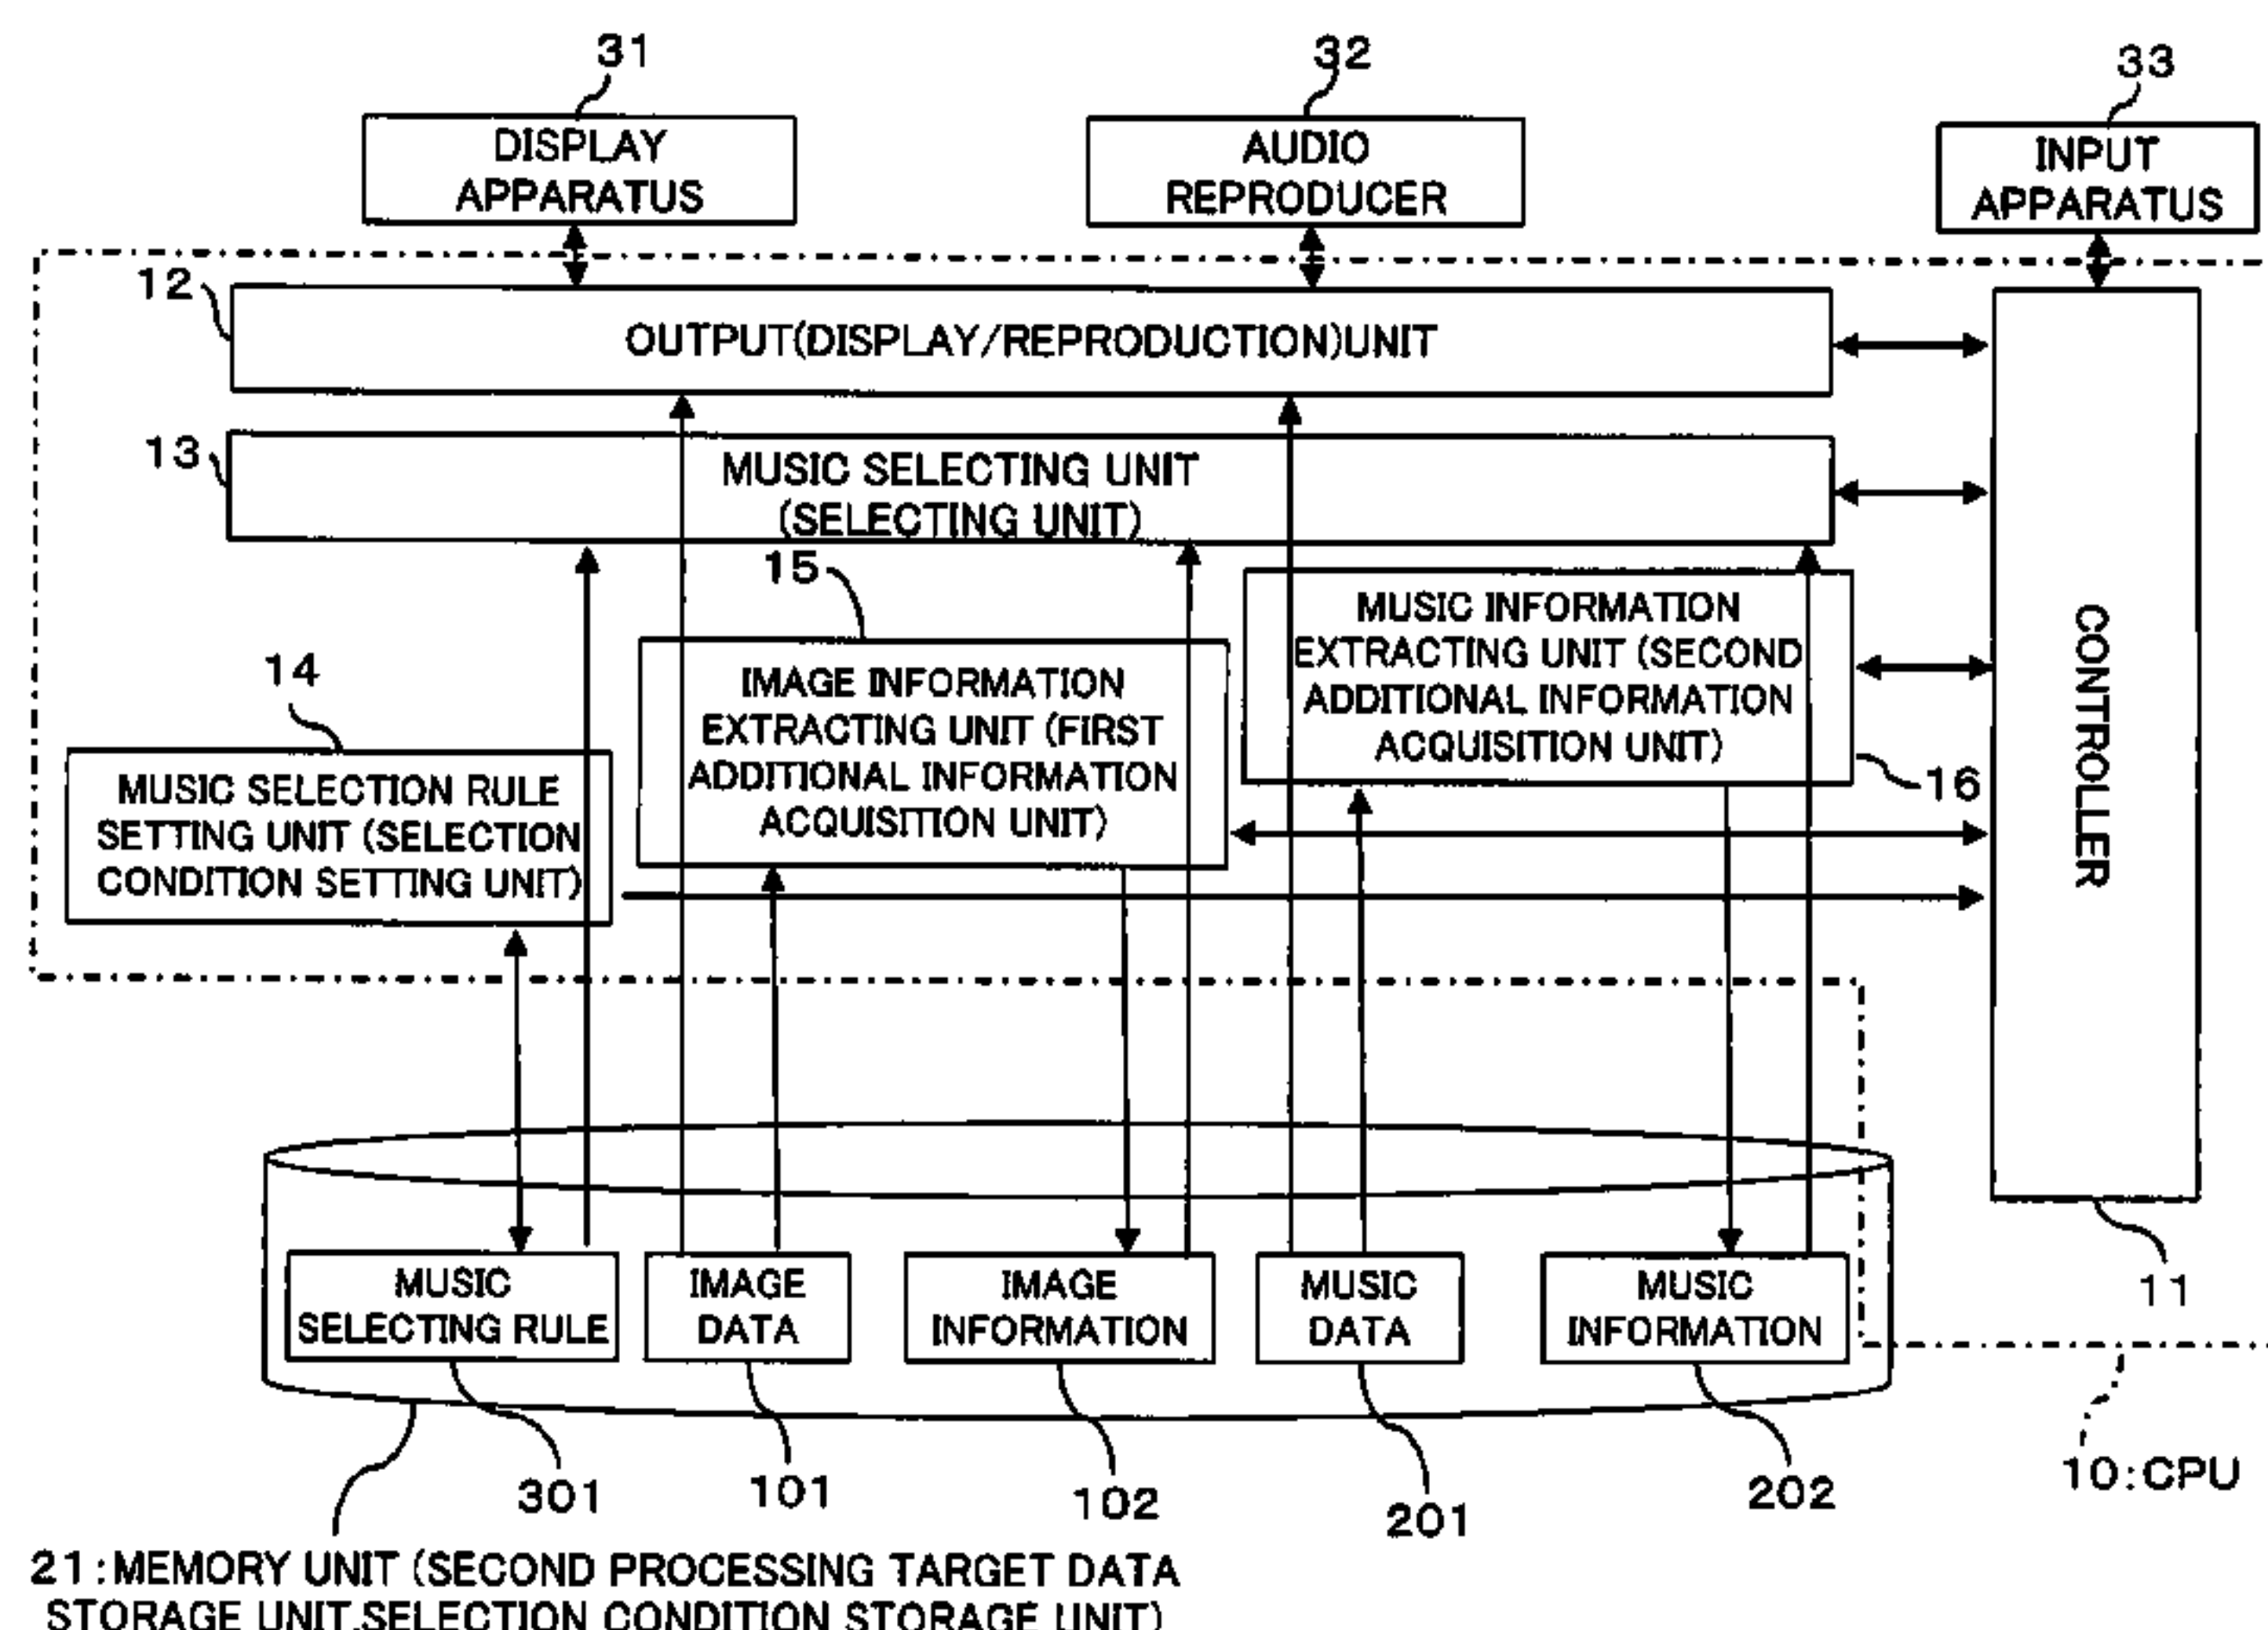 31
32
33
DISPLAY
APPARATUS
AUDIO
REPRODUCER
INPUT
APPARATUS
12
OUTPUT(DISPLAY/REPRODUCTION)UNIT
13
MUSIC SELECTING UNIT
(SELECTING UNIT)
15
MUSIC INFORMATION
EXTRACTING UNIT (SECOND
ADDITIONAL INFORMATION
ACQUISITION UNIT)
16
CONTROLLER
14
IMAGE INFORMATION
EXTRACTING UNIT (FIRST
ADDITIONAL INFORMATION
ACQUISITION UNIT)
MUSIC SELECTION RULE
SETTING UNIT (SELECTION
CONDITION SETTING UNIT)
MUSIC
SELECTING RULE
IMAGE
DATA
IMAGE
INFORMATION
MUSIC
DATA
MUSIC
INFORMATION
11
301
101
102
201
202
10:CPU
21:MEMORY UNIT (SECOND PROCESSING TARGET DATA
STORAGE UNIT,SELECTION CONDITION STORAGE UNIT)